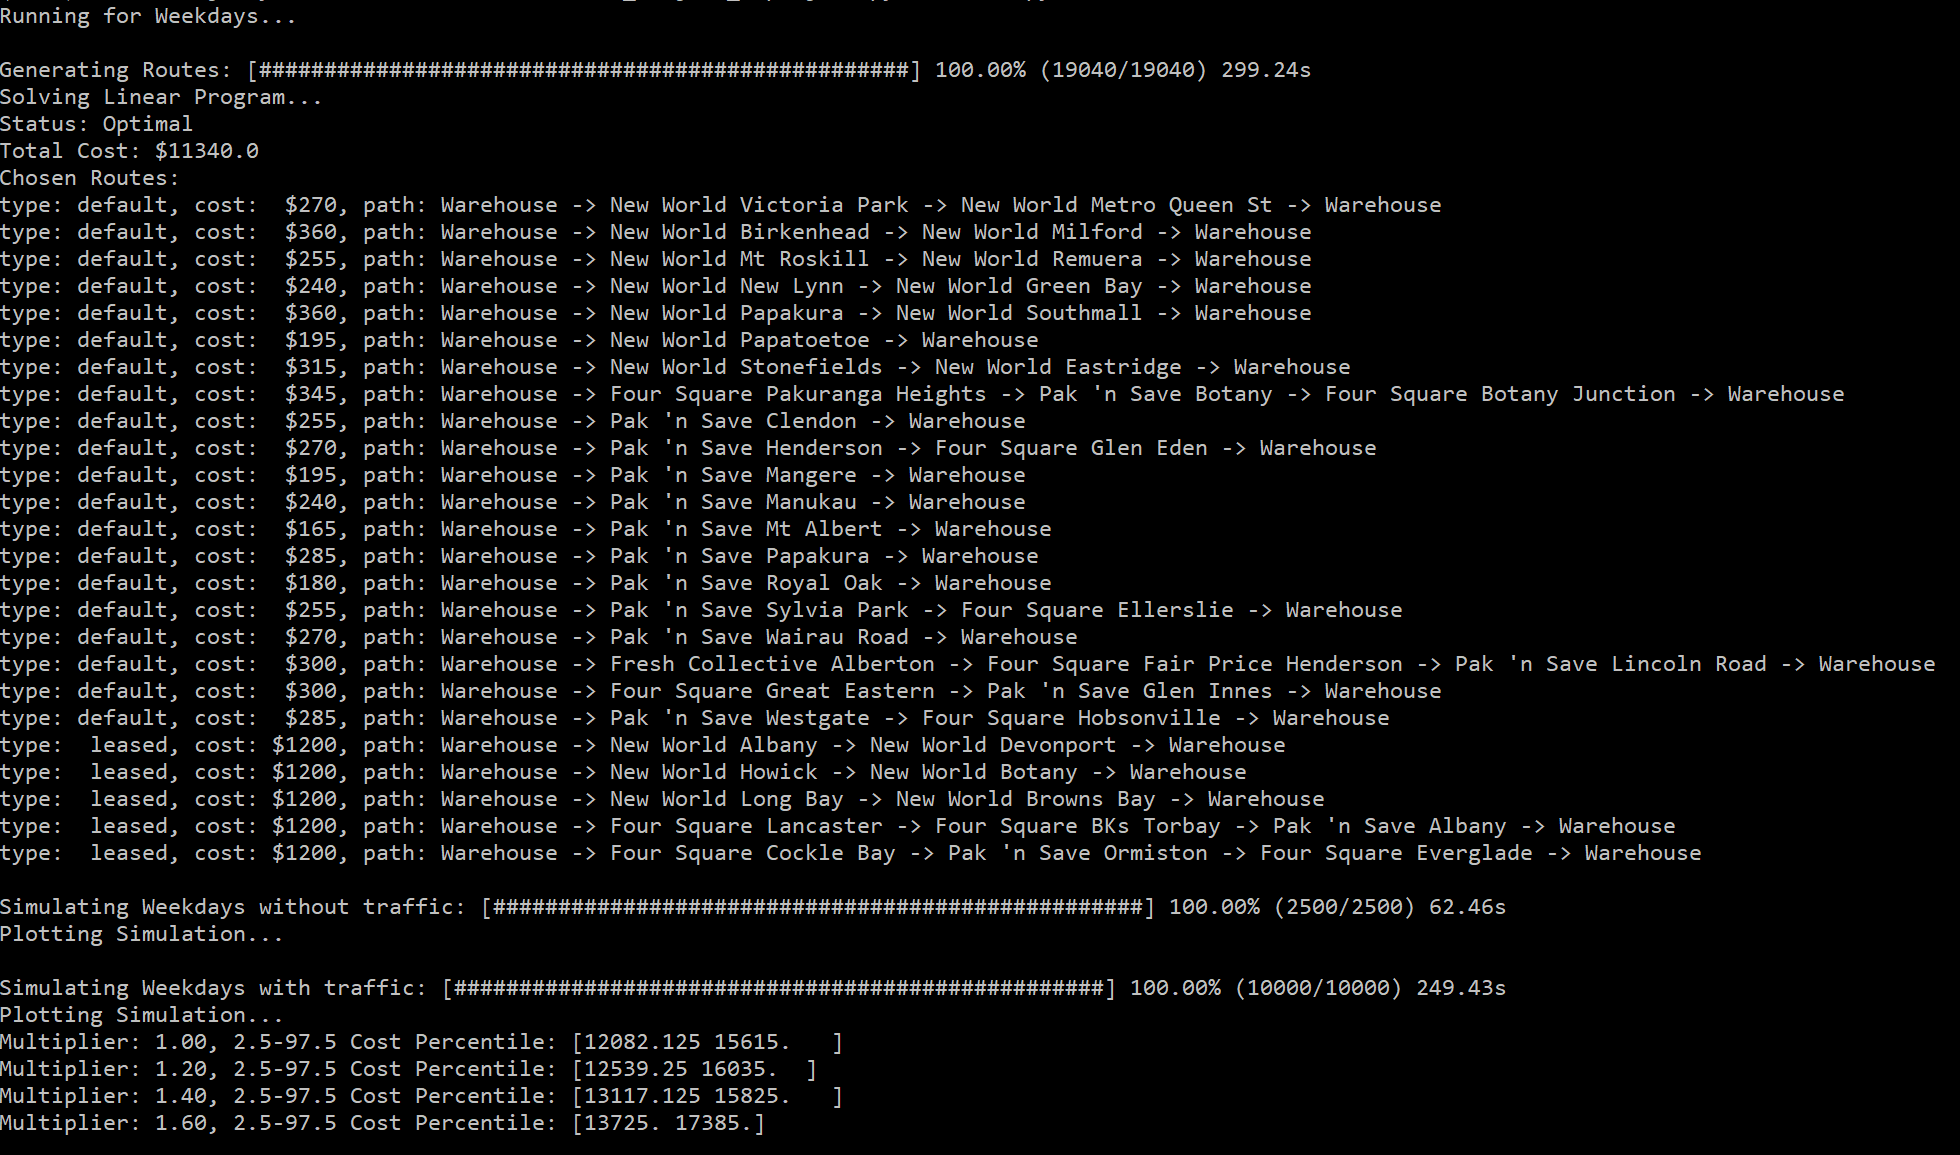 Running for Weekdays...
Generating Routes: [##################################################] 100.00% (19040/19040) 299.24s
Solving Linear Program...
Status: Optimal
Total Cost: $11340.0
Chosen Routes:
type: default, cost:  $270, path: Warehouse -> New World Victoria Park -> New World Metro Queen St -> Warehouse
type: default, cost:  $360, path: Warehouse -> New World Birkenhead -> New World Milford -> Warehouse
type: default, cost:  $255, path: Warehouse -> New World Mt Roskill -> New World Remuera -> Warehouse
type: default, cost:  $240, path: Warehouse -> New World New Lynn -> New World Green Bay -> Warehouse
type: default, cost:  $360, path: Warehouse -> New World Papakura -> New World Southmall -> Warehouse
type: default, cost:  $195, path: Warehouse -> New World Papatoetoe -> Warehouse
type: default, cost:  $315, path: Warehouse -> New World Stonefields -> New World Eastridge -> Warehouse
type: default, cost:  $345, path: Warehouse -> Four Square Pakuranga Heights -> Pak 'n Save Botany -> Four Square Botany Junction -> Warehouse
type: default, cost:  $255, path: Warehouse -> Pak 'n Save Clendon -> Warehouse
type: default, cost:  $270, path: Warehouse -> Pak 'n Save Henderson -> Four Square Glen Eden -> Warehouse
type: default, cost:  $195, path: Warehouse -> Pak 'n Save Mangere -> Warehouse
type: default, cost:  $240, path: Warehouse -> Pak 'n Save Manukau -> Warehouse
type: default, cost:  $165, path: Warehouse -> Pak 'n Save Mt Albert -> Warehouse
type: default, cost:  $285, path: Warehouse -> Pak 'n Save Papakura -> Warehouse
type: default, cost:  $180, path: Warehouse -> Pak 'n Save Royal Oak -> Warehouse
type: default, cost:  $255, path: Warehouse -> Pak 'n Save Sylvia Park -> Four Square Ellerslie -> Warehouse
type: default, cost:  $270, path: Warehouse -> Pak 'n Save Wairau Road -> Warehouse
type: default, cost:  $300, path: Warehouse -> Fresh Collective Alberton -> Four Square Fair Price Henderson -> Pak 'n Save Lincoln Road -> Warehouse
type: default, cost:  $300, path: Warehouse -> Four Square Great Eastern -> Pak 'n Save Glen Innes -> Warehouse
type: default, cost:  $285, path: Warehouse -> Pak 'n Save Westgate -> Four Square Hobsonville -> Warehouse
type:  leased, cost: $1200, path: Warehouse -> New World Albany -> New World Devonport -> Warehouse
type:  leased, cost: $1200, path: Warehouse -> New World Howick -> New World Botany -> Warehouse
type:  leased, cost: $1200, path: Warehouse -> New World Long Bay -> New World Browns Bay -> Warehouse
type:  leased, cost: $1200, path: Warehouse -> Four Square Lancaster -> Four Square BKs Torbay -> Pak 'n Save Albany -> Warehouse
type:  leased, cost: $1200, path: Warehouse -> Four Square Cockle Bay -> Pak 'n Save Ormiston -> Four Square Everglade -> Warehouse
Simulating Weekdays without traffic: [##################################################] 100.00% (2500/2500) 62.46s
Plotting Simulation...
Simulating Weekdays with traffic: [##################################################] 100.00% (10000/10000) 249.43s
Plotting Simulation...
Multiplier: 1.00, 2.5-97.5 Cost Percentile: [12082.125 15615.   ]
Multiplier: 1.20, 2.5-97.5 Cost Percentile: [12539.25 16035.  ]
Multiplier: 1.40, 2.5-97.5 Cost Percentile: [13117.125 15825.   ]
Multiplier: 1.60, 2.5-97.5 Cost Percentile: [13725. 17385.]